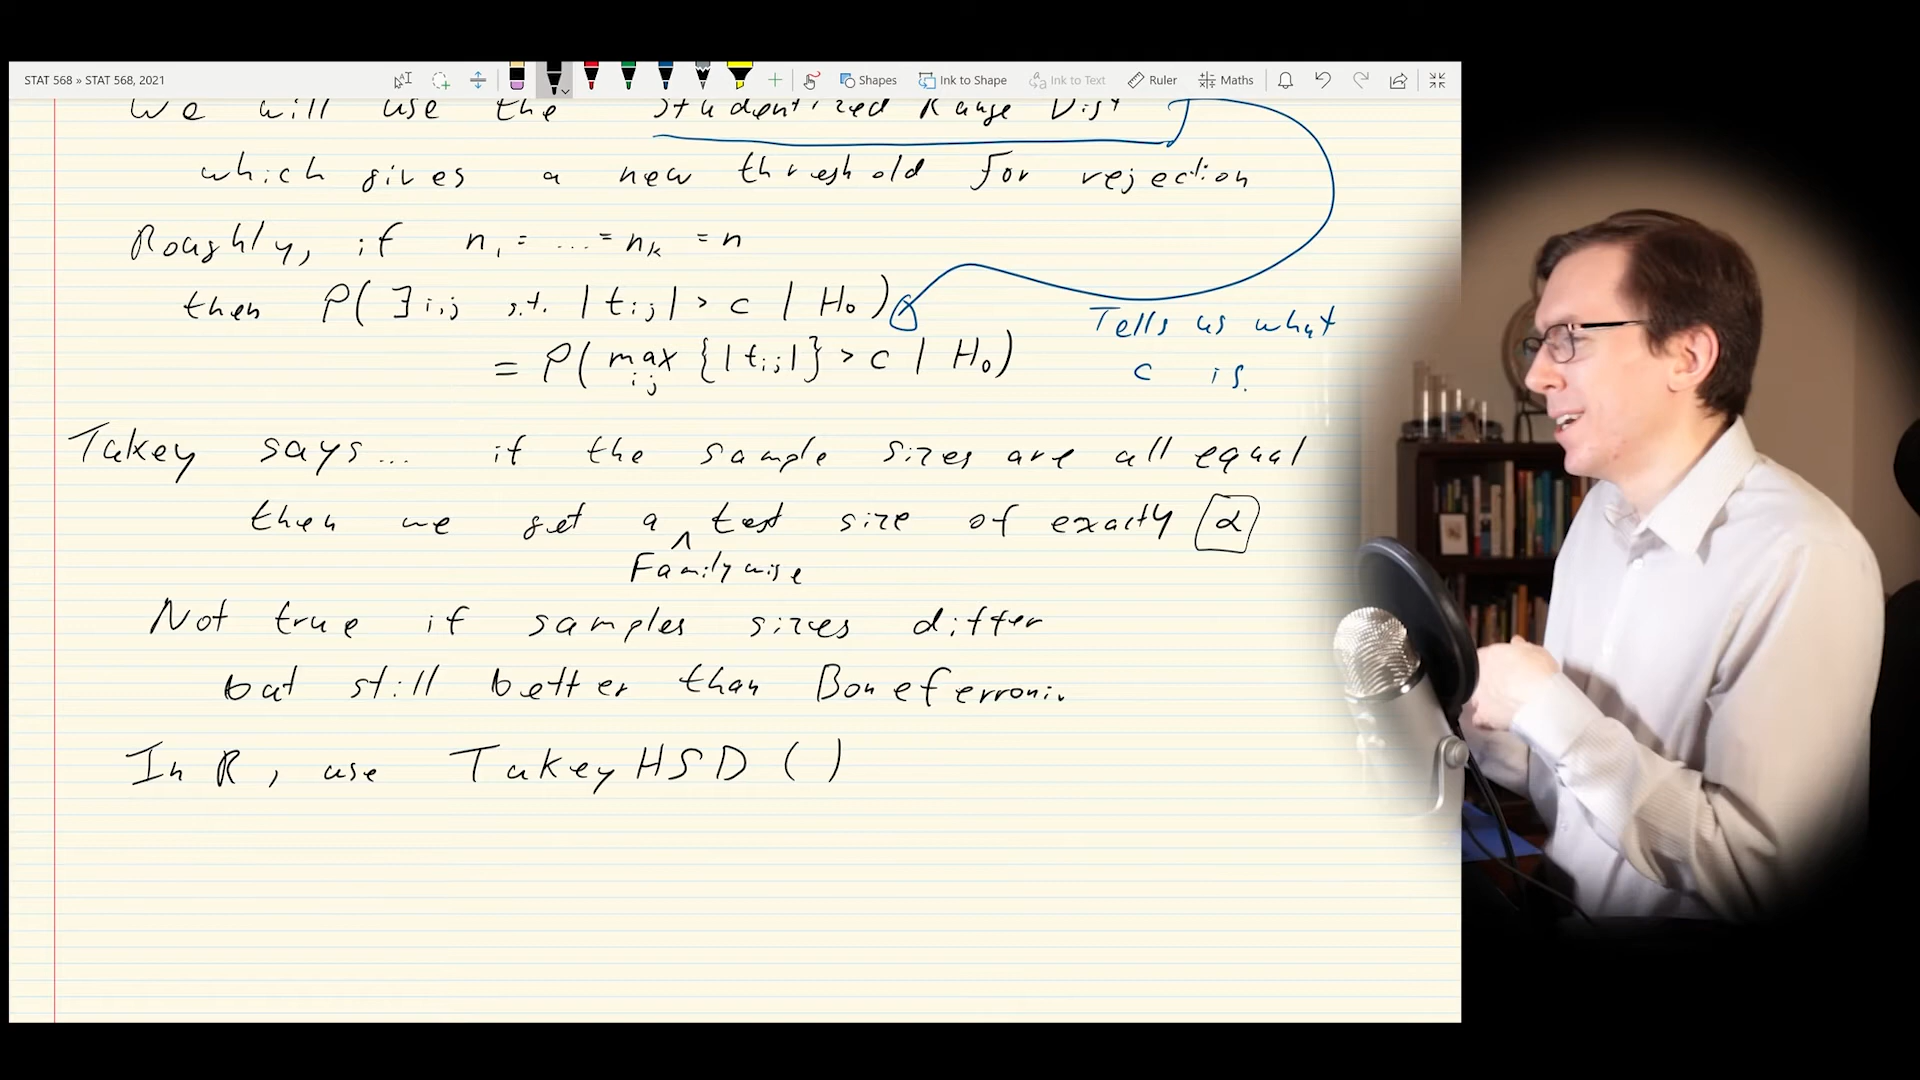 STAT 568 » STAT 568, 2021
Shapes Ink to Shape Ink to Text Ruler Maths
We will use the Studentized Range Dist
which gives a new threshold for rejection
Roughly, if n₁ = ... = nₖ = n
then P( ∃ i,j s.t. |tᵢⱼ| > c | H₀ )
= P( max {|tᵢⱼ|} > c | H₀ )
ij
Tells us what
c is.
Tukey says... if the sample sizes are all equal
then we get a ^ test size of exactly α
Familywise
Not true if samples sizes differ
but still better than Boneferroni.
In R, use TukeyHSD ( )